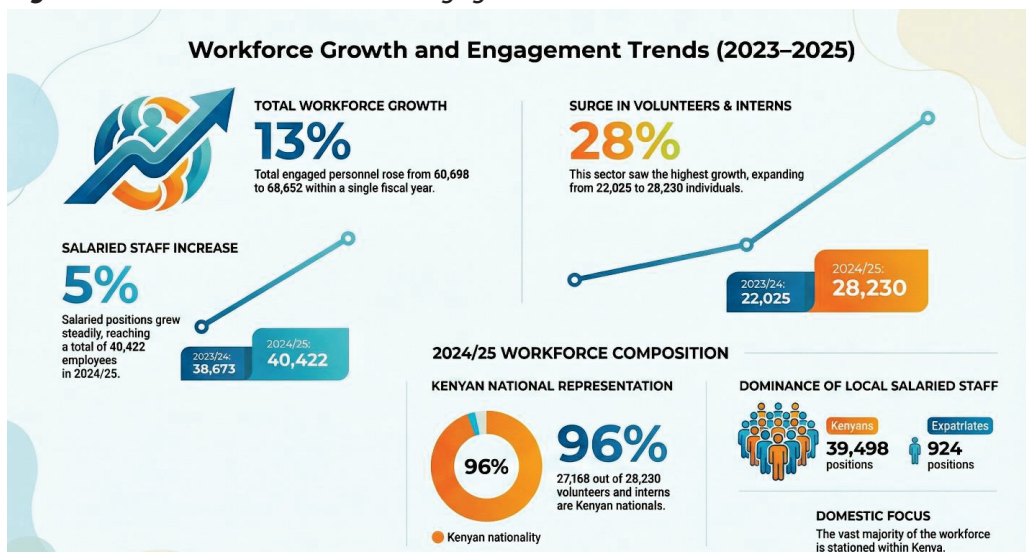 Workforce Growth and Engagement Trends (2023–2025)
TOTAL WORKFORCE GROWTH
13%
Total engaged personnel rose from 60,698
to 68,652 within a single fiscal year.
SURGE IN VOLUNTEERS & INTERNS
28%
This sector saw the highest growth, expanding
from 22,025 to 28,230 individuals.
2023/24:
22,025
2024/25:
28,230
SALARIED STAFF INCREASE
5%
Salaried positions grew
steadily, reaching
a total of 40,422
employees
in 2024/25.
2023/24:
38,673
2024/25:
40,422
2024/25 WORKFORCE COMPOSITION
KENYAN NATIONAL REPRESENTATION
96%
96%
27,168 out of 28,230
volunteers and interns
are Kenyan nationals.
Kenyan nationality
DOMINANCE OF LOCAL SALARIED STAFF
Kenyans
39,498
positions
Expatriates
924
positions
DOMESTIC FOCUS
The vast majority of the workforce
is stationed within Kenya.